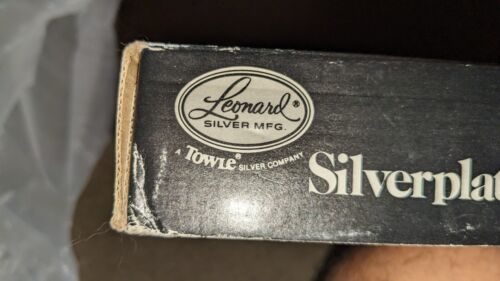 Leonard®
SILVER MFG.
A TOWLE® SILVER COMPANY
Silverplat